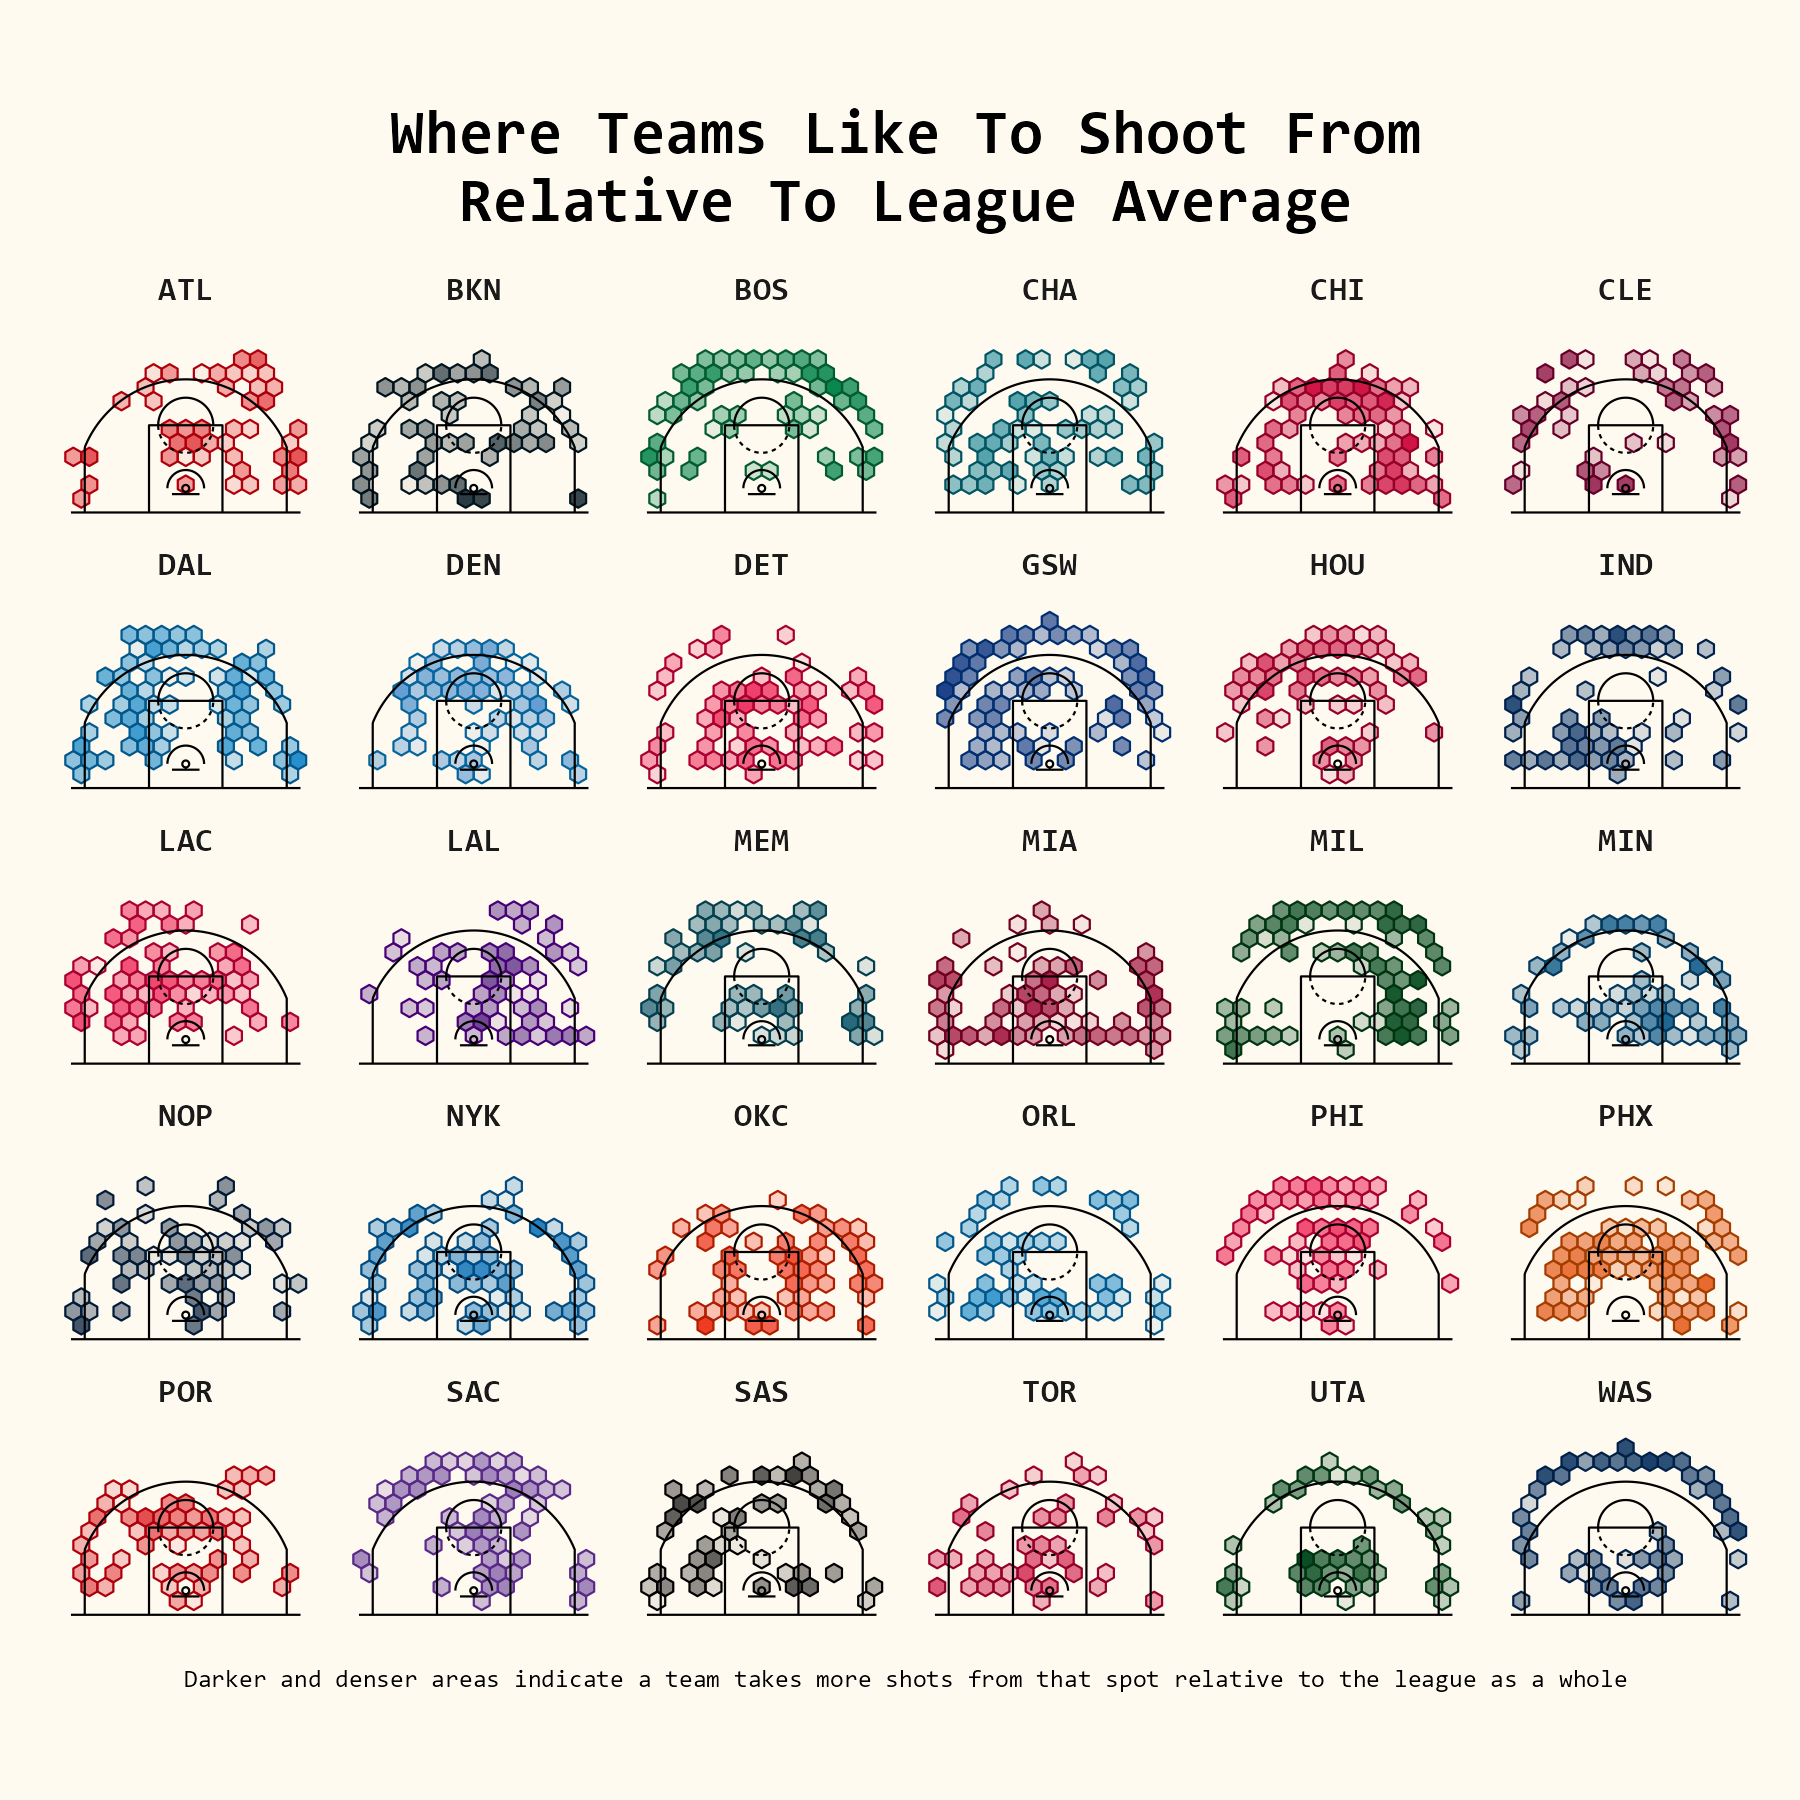 Where Teams Like To Shoot From
Relative To League Average
ATL BKN BOS CHA CHI CLE
DAL DEN DET GSW HOU IND
LAC LAL MEM MIA MIL MIN
NOP NYK OKC ORL PHI PHX
POR SAC SAS TOR UTA WAS
Darker and denser areas indicate a team takes more shots from that spot relative to the league as a whole